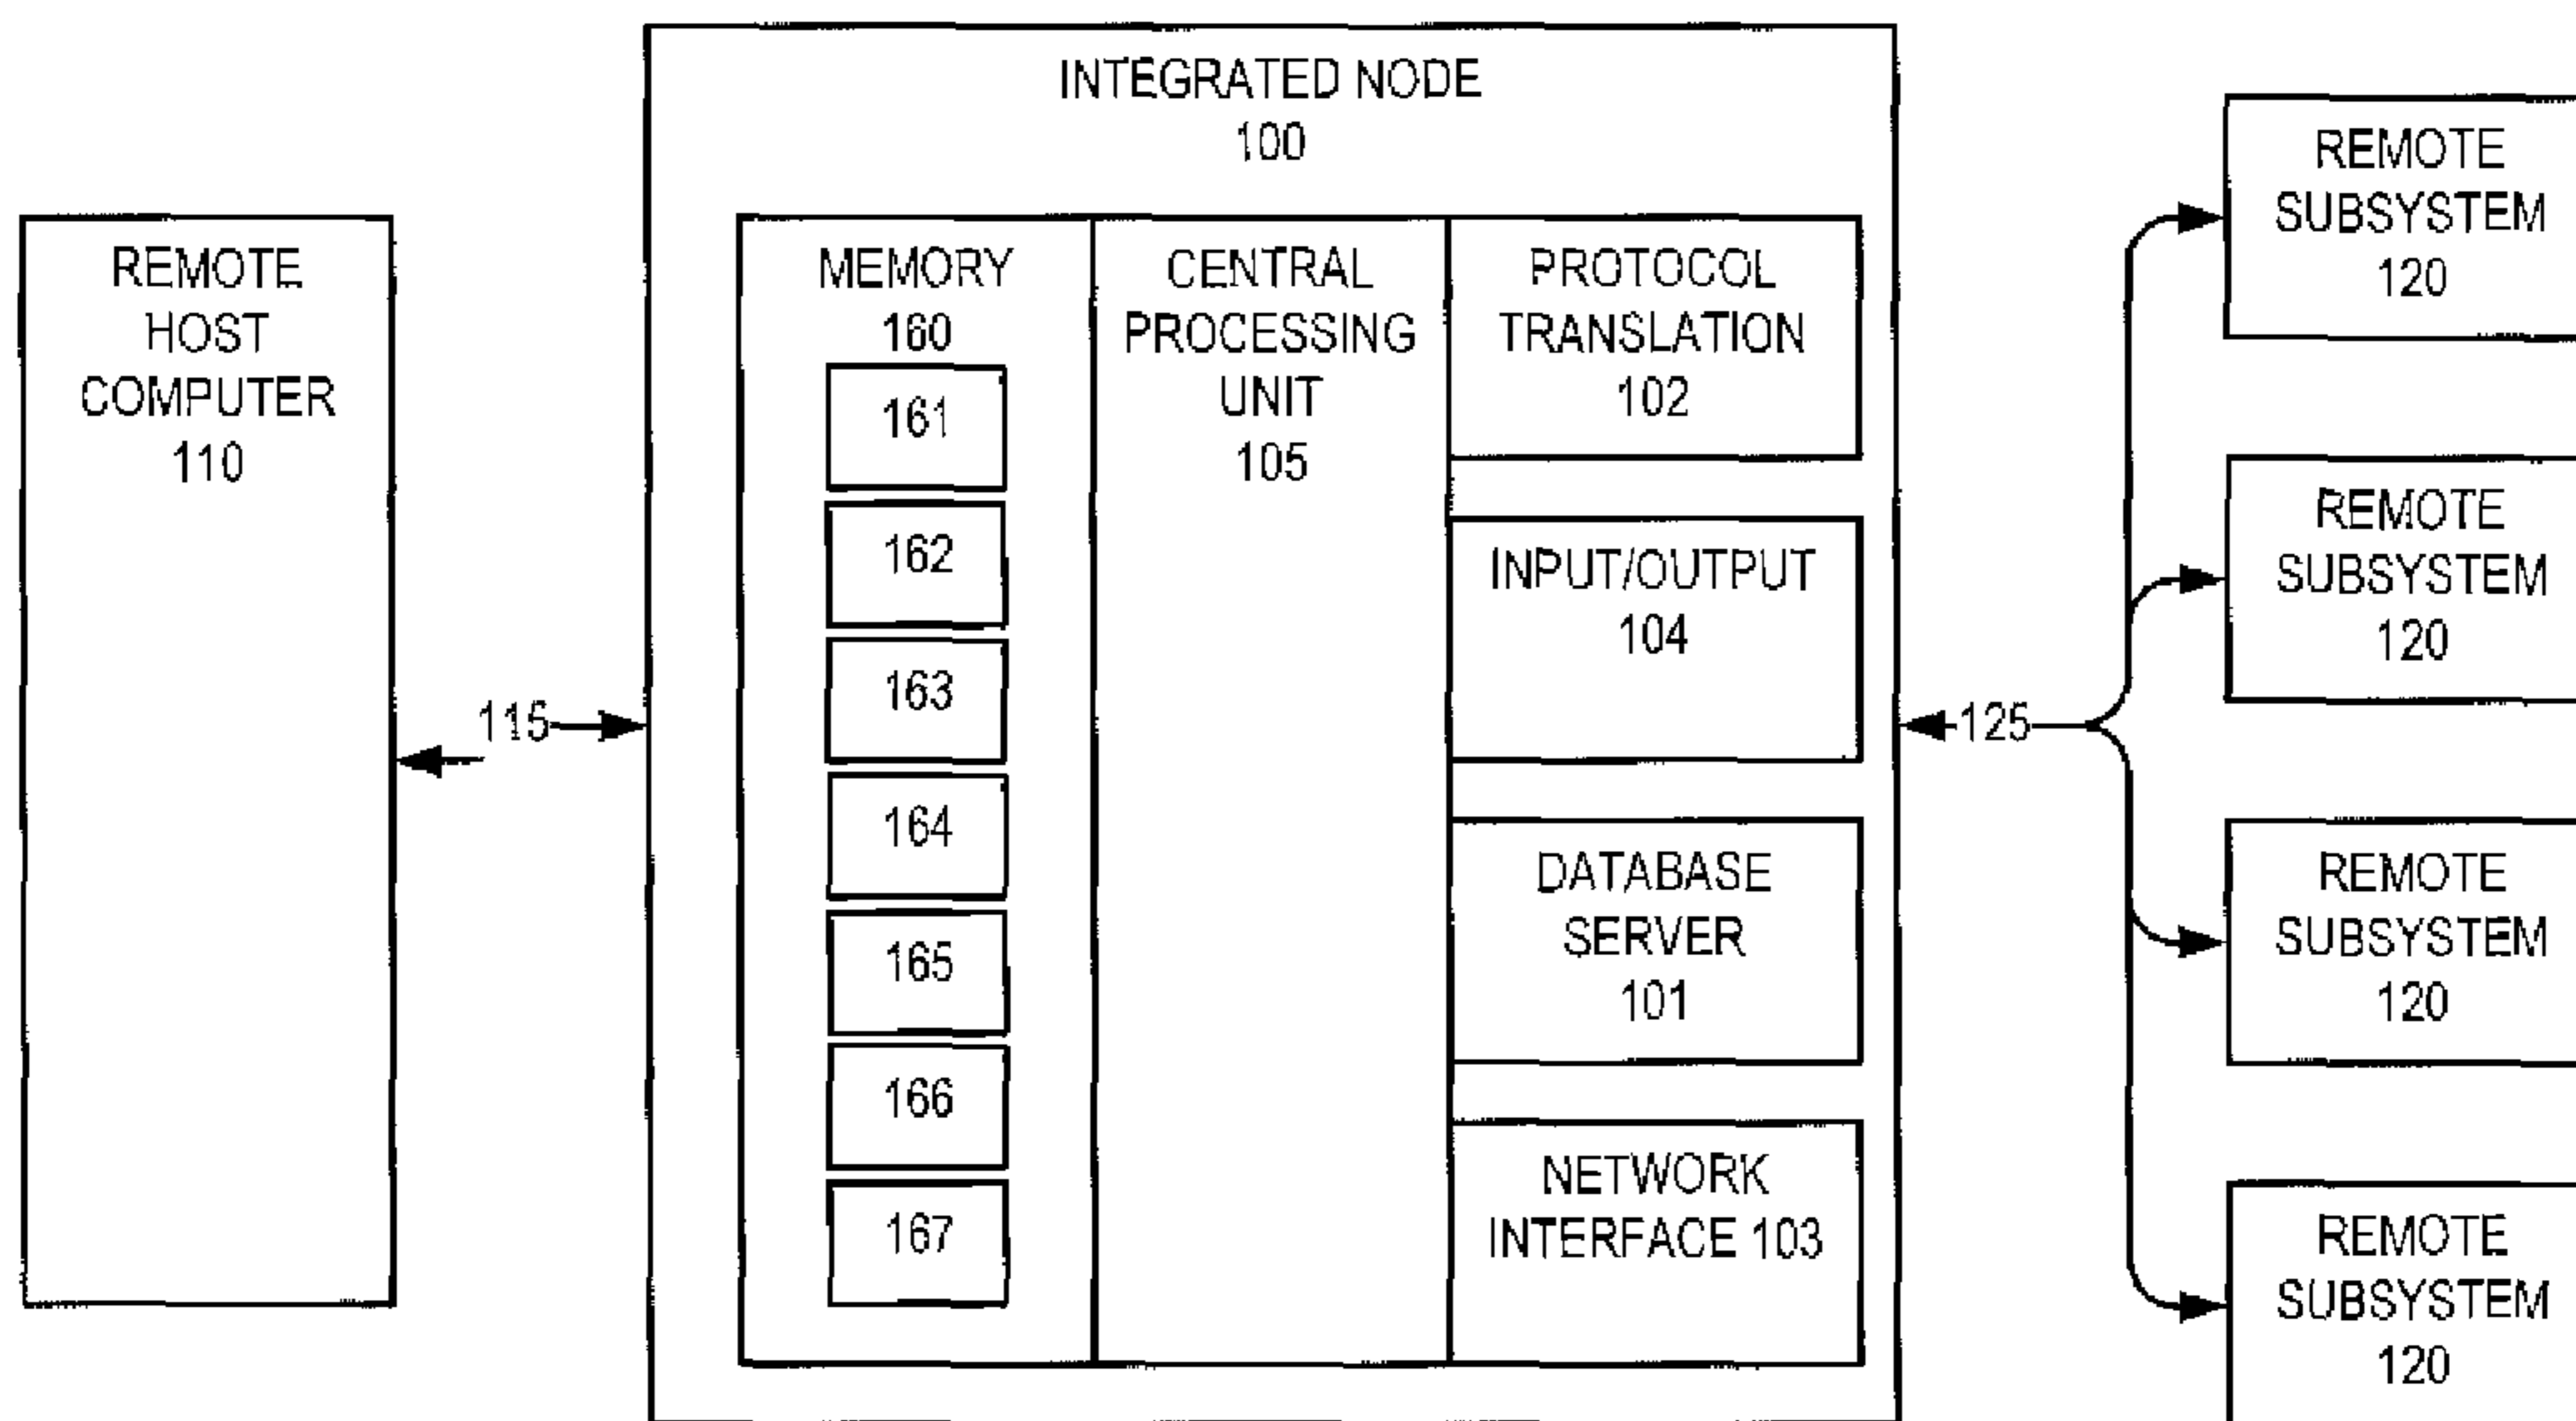 INTEGRATED NODE
100
REMOTE
HOST
COMPUTER
110
115
MEMORY
160
161
162
163
164
165
166
167
CENTRAL
PROCESSING
UNIT
105
PROTOCOL
TRANSLATION
102
INPUT/OUTPUT
104
DATABASE
SERVER
101
NETWORK
INTERFACE 103
125
REMOTE
SUBSYSTEM
120
REMOTE
SUBSYSTEM
120
REMOTE
SUBSYSTEM
120
REMOTE
SUBSYSTEM
120